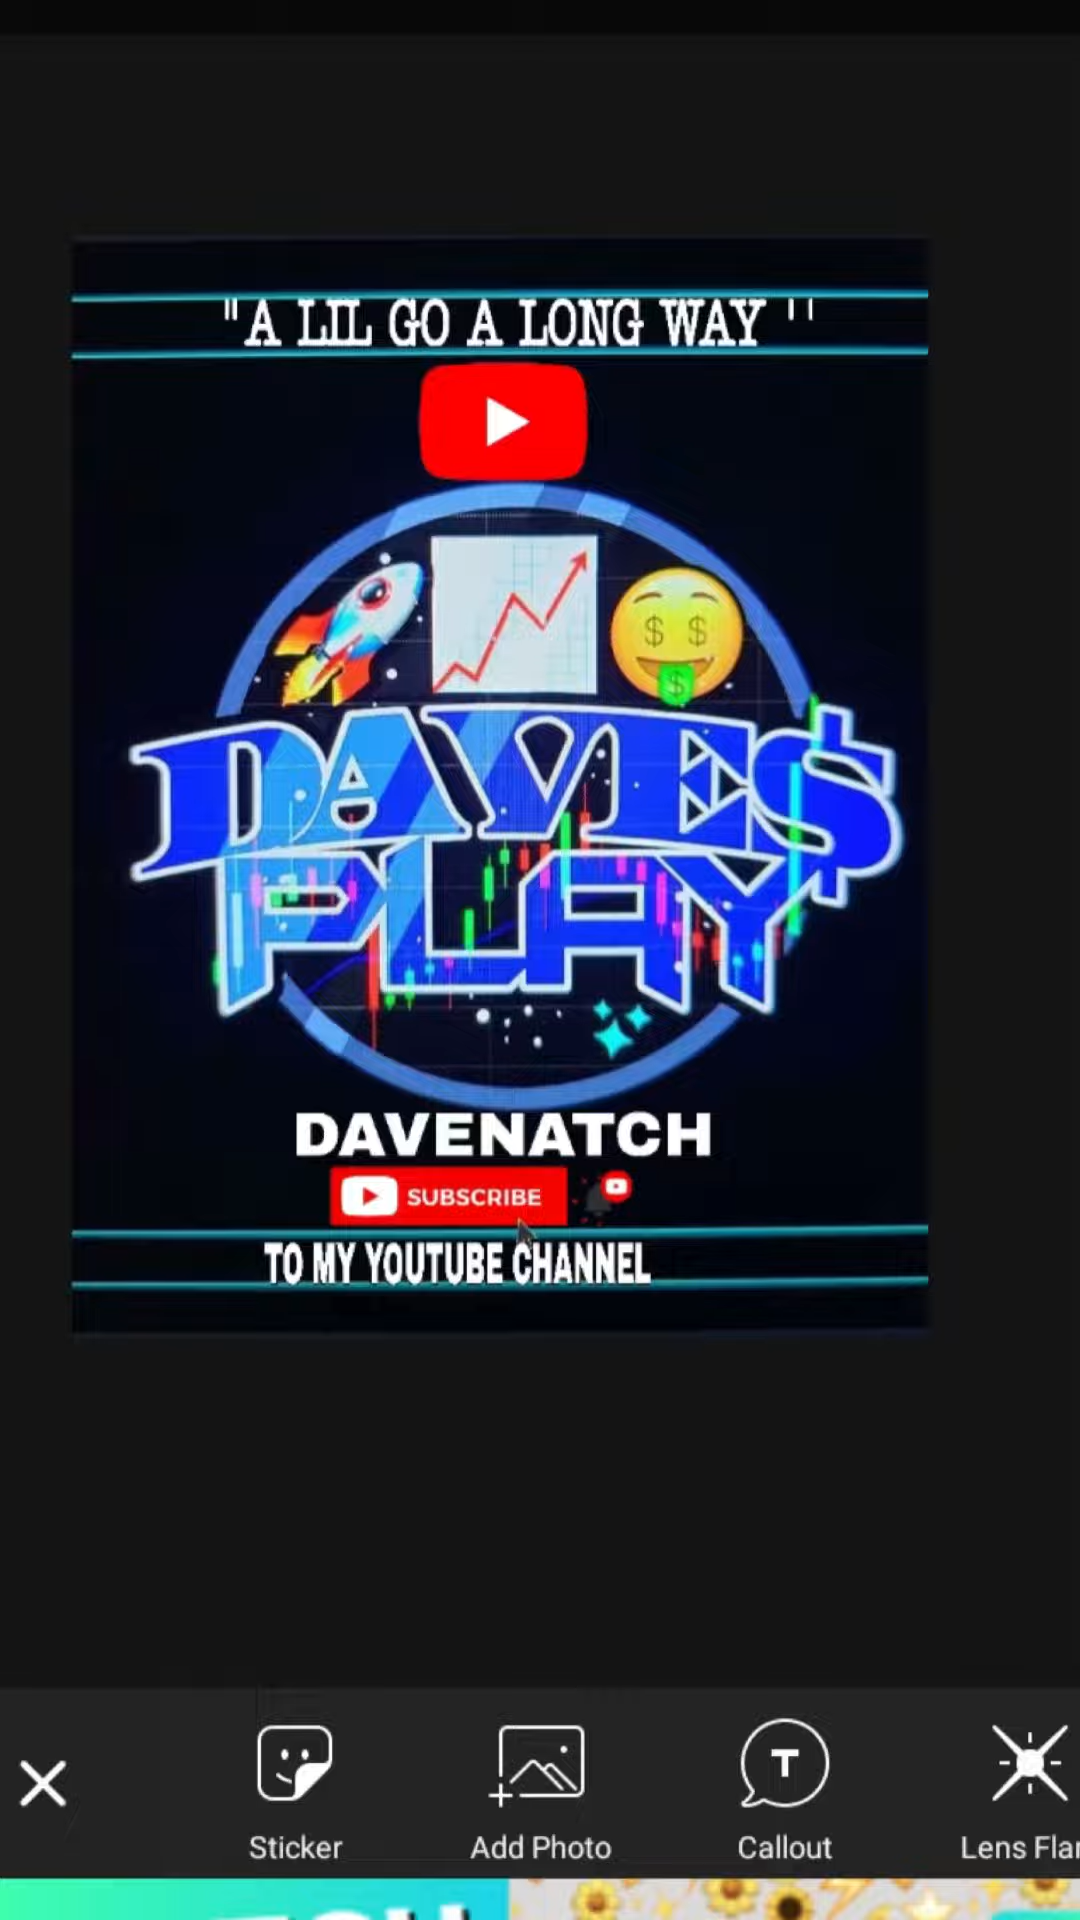 "A LIL GO A LONG WAY ''
$ $
$
DAVE$
PLAY
DAVENATCH
SUBSCRIBE
TO MY YOUTUBE CHANNEL
T
Sticker
Add Photo
Callout